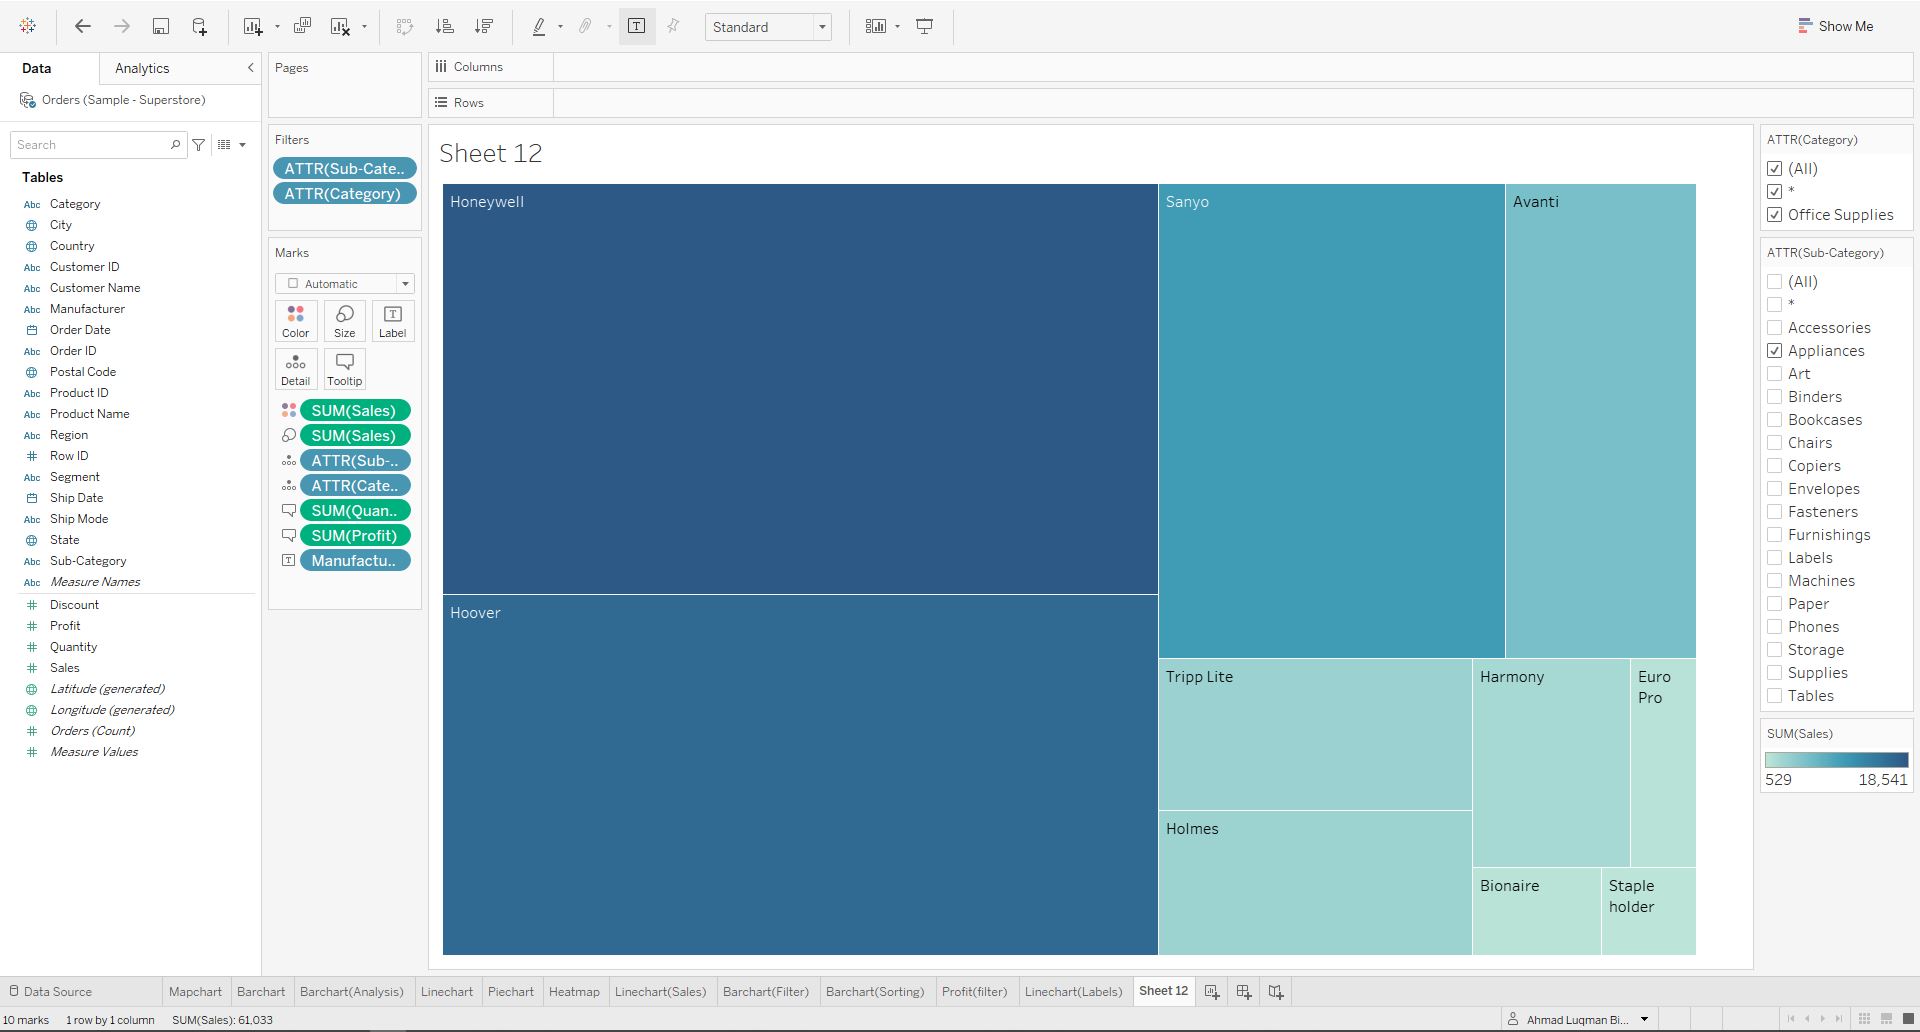 Standard
Show Me
Data
Analytics
Orders (Sample - Superstore)
Search
Tables
Abc Category
City
Country
Abc Customer ID
Abc Customer Name
Abc Manufacturer
Order Date
Abc Order ID
Postal Code
Abc Product ID
Abc Product Name
Abc Region
# Row ID
Abc Segment
Ship Date
Abc Ship Mode
State
Abc Sub-Category
Abc Measure Names
# Discount
# Profit
# Quantity
# Sales
Latitude (generated)
Longitude (generated)
# Orders (Count)
# Measure Values
Pages
Filters
ATTR(Sub-Cate..
ATTR(Category)
Marks
Automatic
Color
Size
T
Label
Detail
Tooltip
SUM(Sales)
SUM(Sales)
ATTR(Sub-..
ATTR(Cate..
SUM(Quan..
SUM(Profit)
T Manufactu..
Columns
Rows
Sheet 12
Honeywell
Sanyo
Avanti
Hoover
Tripp Lite
Harmony
Euro
Pro
Holmes
Bionaire
Staple
holder
ATTR(Category)
(All)
*
Office Supplies
ATTR(Sub-Category)
(All)
*
Accessories
Appliances
Art
Binders
Bookcases
Chairs
Copiers
Envelopes
Fasteners
Furnishings
Labels
Machines
Paper
Phones
Storage
Supplies
Tables
SUM(Sales)
529 18,541
Data Source
Mapchart
Barchart
Barchart(Analysis)
Linechart
Piechart
Heatmap
Linechart(Sales)
Barchart(Filter)
Barchart(Sorting)
Profit(filter)
Linechart(Labels)
Sheet 12
10 marks 1 row by 1 column SUM(Sales): 61,033
Ahmad Luqman Bi...